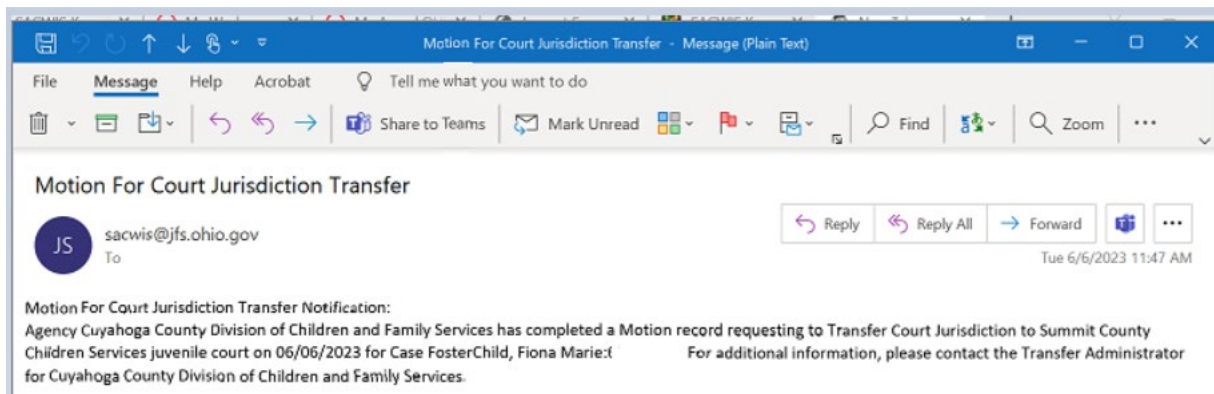 Motion For Court Jurisdiction Transfer - Message (Plain Text)
File Message Help Acrobat Tell me what you want to do
Share to Teams Mark Unread Find Zoom ...
Motion For Court Jurisdiction Transfer
JS sacwis@jfs.ohio.gov
To
Reply Reply All Forward ...
Tue 6/6/2023 11:47 AM
Motion For Court Jurisdiction Transfer Notification:
Agency Cuyahoga County Division of Children and Family Services has completed a Motion record requesting to Transfer Court Jurisdiction to Summit County
Children Services juvenile court on 06/06/2023 for Case FosterChild, Fiona Marie:( For additional information, please contact the Transfer Administrator
for Cuyahoga County Division of Children and Family Services.